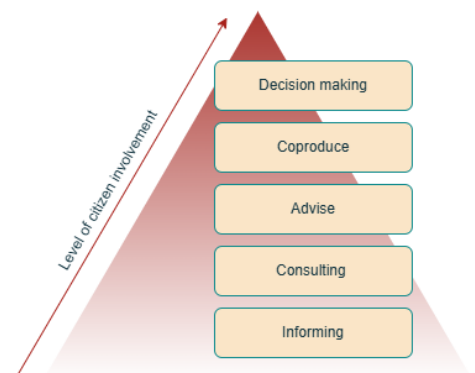 Level of citizen involvement
Decision making
Coproduce
Advise
Consulting
Informing